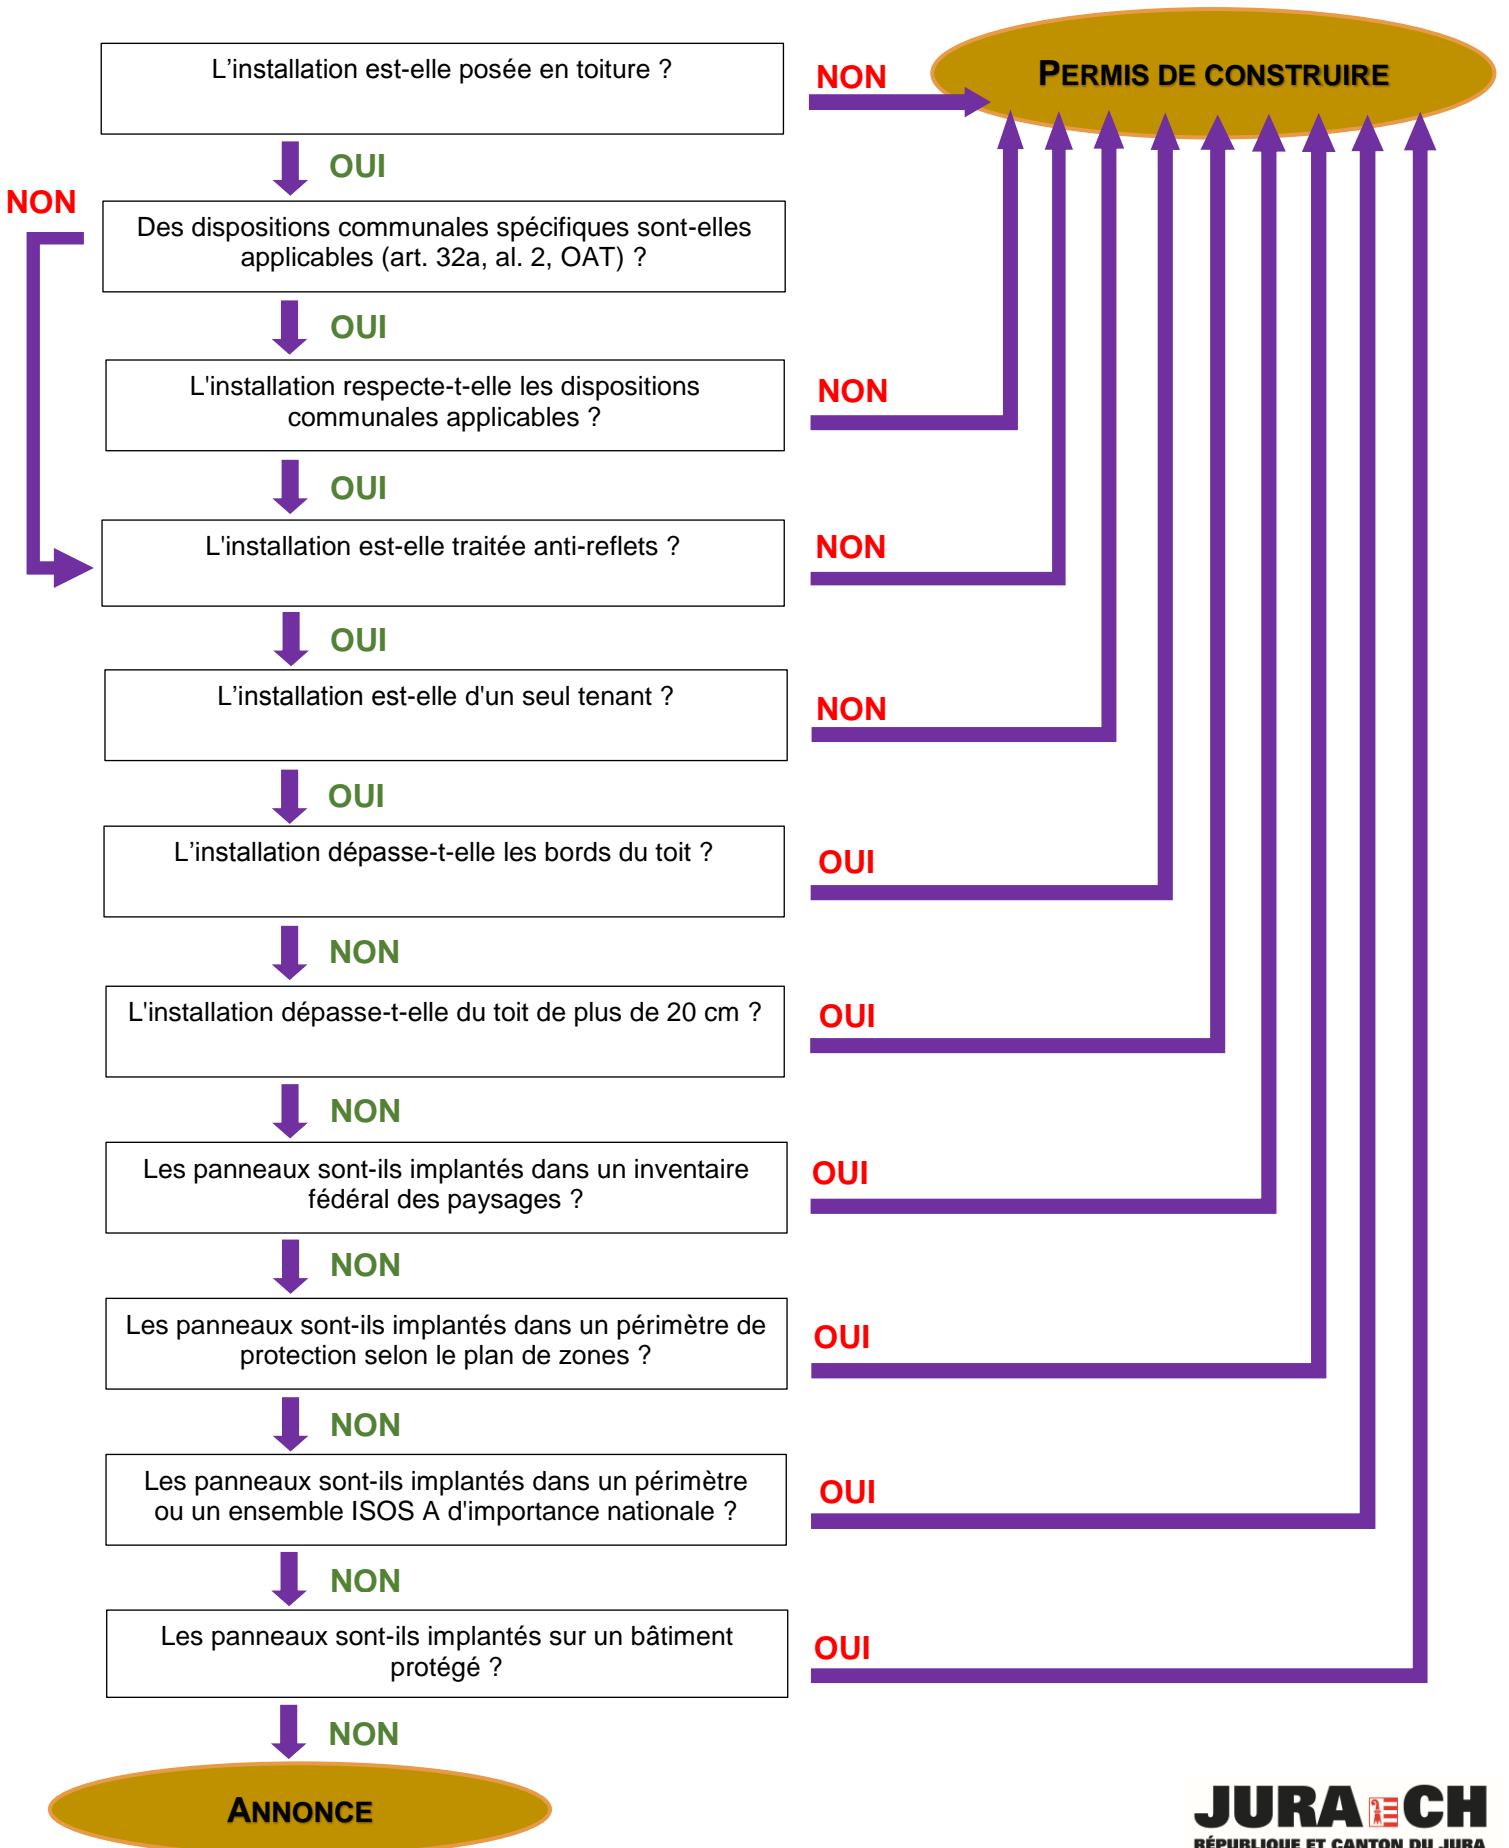 L’installation est-elle posée en toiture ?
NON
PERMIS DE CONSTRUIRE
OUI
NON
Des dispositions communales spécifiques sont-elles
applicables (art. 32a, al. 2, OAT) ?
OUI
L'installation respecte-t-elle les dispositions
communales applicables ?
NON
OUI
L'installation est-elle traitée anti-reflets ?
NON
OUI
L’installation est-elle d'un seul tenant ?
NON
OUI
L’installation dépasse-t-elle les bords du toit ?
OUI
NON
L'installation dépasse-t-elle du toit de plus de 20 cm ?
OUI
NON
Les panneaux sont-ils implantés dans un inventaire
fédéral des paysages ?
OUI
NON
Les panneaux sont-ils implantés dans un périmètre de
protection selon le plan de zones ?
OUI
NON
Les panneaux sont-ils implantés dans un périmètre
ou un ensemble ISOS A d'importance nationale ?
OUI
NON
Les panneaux sont-ils implantés sur un bâtiment
protégé ?
OUI
NON
ANNONCE
JURA CH
RÉPUBLIQUE ET CANTON DU JURA